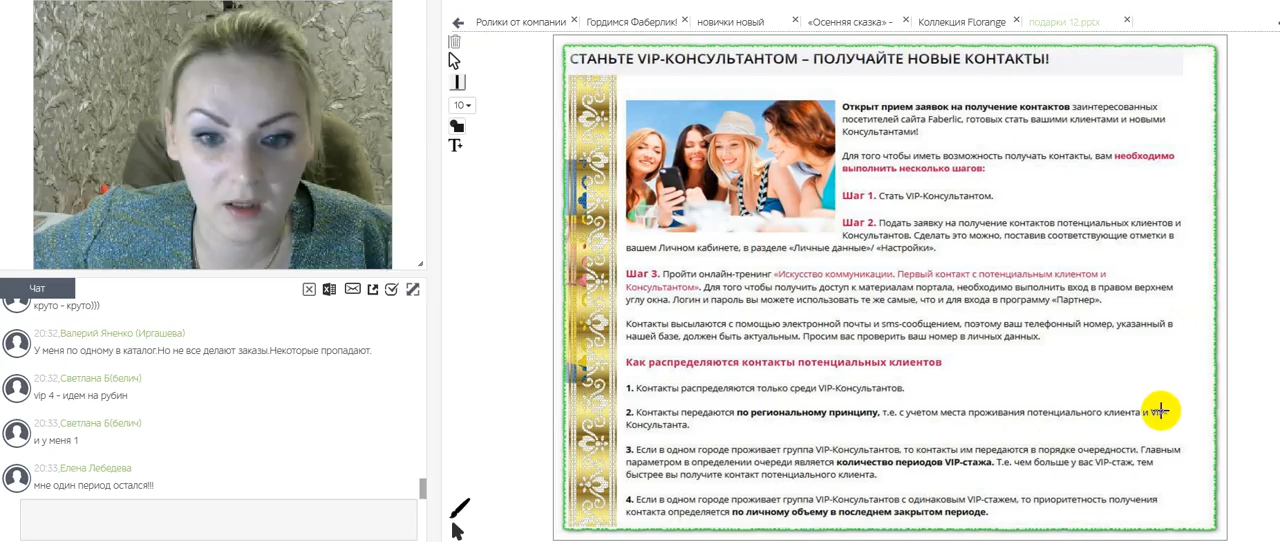 Ролики от компании
Гордимся Фаберлик!
новички новый
«Осенняя сказка» -
Коллекция Florange
подарки 12.pptx
10
T
СТАНЬТЕ VIP-КОНСУЛЬТАНТОМ – ПОЛУЧАЙТЕ НОВЫЕ КОНТАКТЫ!
Открыт прием заявок на получение контактов заинтересованных
посетителей сайта Faberlic, готовых стать вашими клиентами и новыми
Консультантами!
Для того чтобы иметь возможность получать контакты, вам необходимо
выполнить несколько шагов:
Шаг 1. Стать VIP-Консультантом.
Шаг 2. Подать заявку на получение контактов потенциальных клиентов и
Консультантов. Сделать это можно, поставив соответствующие отметки в
вашем Личном кабинете, в разделе «Личные данные»/ «Настройки».
Шаг 3. Пройти онлайн-тренинг «Искусство коммуникации. Первый контакт с потенциальным клиентом и
Консультантом». Для того чтобы получить доступ к материалам портала, необходимо выполнить вход в правом верхнем
углу окна. Логин и пароль вы можете использовать те же самые, что и для входа в программу «Партнер».
Контакты высылаются с помощью электронной почты и sms-сообщением, поэтому ваш телефонный номер, указанный в
нашей базе, должен быть актуальным. Просим вас проверить ваш номер в личных данных.
Как распределяются контакты потенциальных клиентов
1. Контакты распределяются только среди VIP-Консультантов.
2. Контакты передаются по региональному принципу, т.е. с учетом места проживания потенциального клиента и
Консультанта.
3. Если в одном городе проживает группа VIP-Консультантов, то контакты им передаются в порядке очередности. Главным
параметром в определении очереди является количество периодов VIP-стажа. Т.е. чем больше у вас VIP-стаж, тем
быстрее вы получите контакт потенциального клиента.
4. Если в одном городе проживает группа VIP-Консультантов с одинаковым VIP-стажем, то приоритетность получения
контакта определяется по личному объему в последнем закрытом периоде.
Чат
круто - круто)))
20:32,Валерий Яненко (Иргашева)
У меня по одному в каталог.Но не все делают заказы.Некоторые пропадают.
20:32,Светлана Б(белич)
vip 4 - идем на рубин
20:33,Светлана Б(белич)
и у меня 1
20:33,Елена Лебедева
мне один период остался!!!